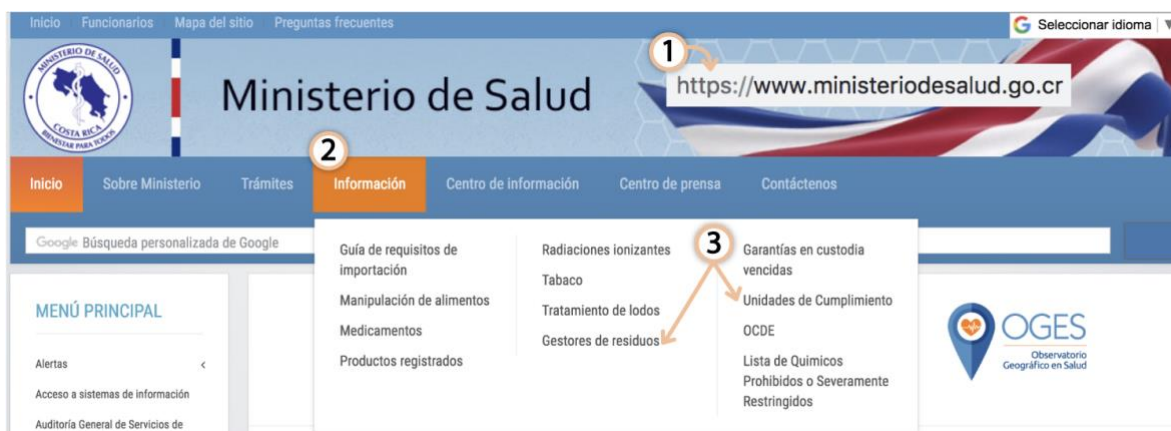 Inicio Funcionarios Mapa del sitio Preguntas frecuentes
G Seleccionar idioma ▼
MINISTERIO DE SALUD
COSTA RICA
BIENESTAR PARA TODOS
Ministerio de Salud
1
https://www.ministeriodesalud.go.cr
2
Inicio Sobre Ministerio Trámites Información Centro de información Centro de prensa Contáctenos
Google Búsqueda personalizada de Google
Guía de requisitos de
importación
Manipulación de alimentos
Medicamentos
Productos registrados
Radiaciones ionizantes
Tabaco
Tratamiento de lodos
Gestores de residuos
3
Garantías en custodia
vencidas
Unidades de Cumplimiento
OCDE
Lista de Quimicos
Prohibidos o Severamente
Restringidos
MENÚ PRINCIPAL
Alertas <
Acceso a sistemas de información
Auditoría General de Servicios de
OGES
Observatorio
Geográfico en Salud